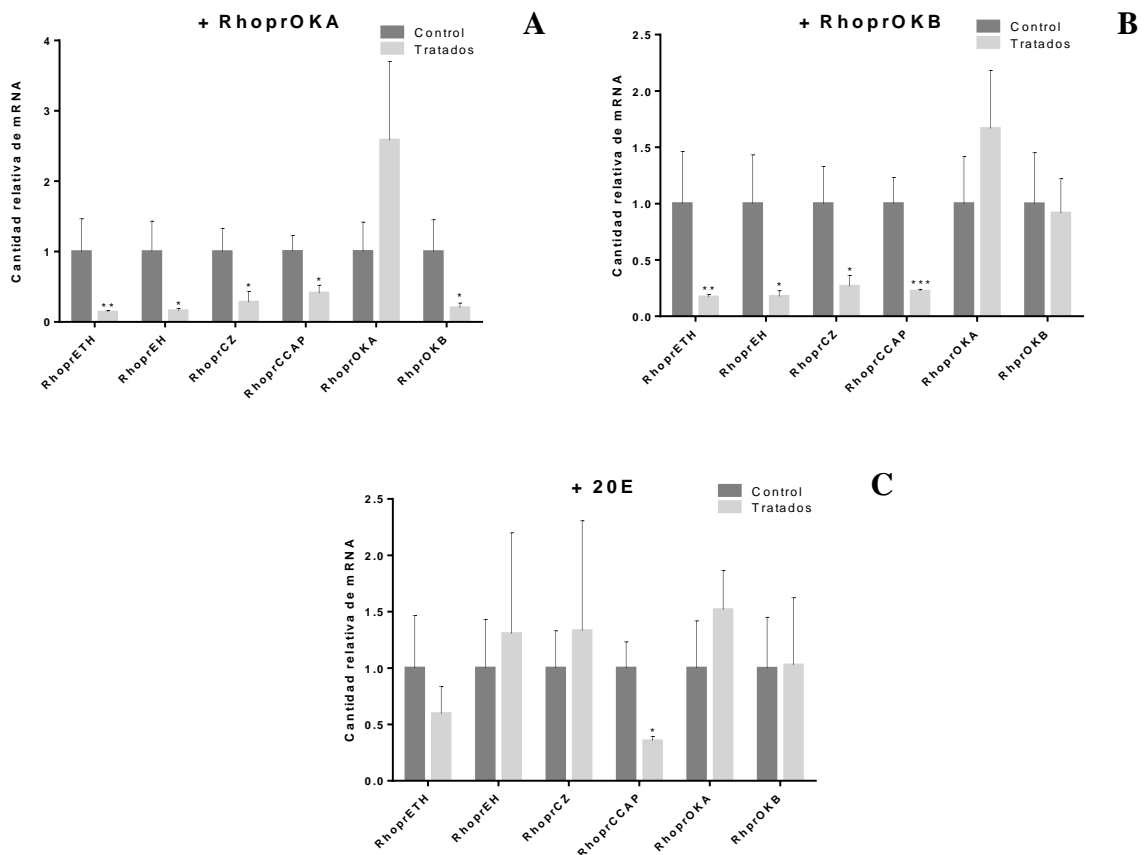 + RhoprOKA
A
Control
Tratados
Cantidad relativa de mRNA
4
3
2
1
0
**
*
*
*
*
RhoprETH
RhoprEH
RhoprCZ
RhoprCCAP
RhoprOKA
RhprOKB
+ RhoprOKB
B
Control
Tratados
Cantidad relativa de mRNA
2.5
2.0
1.5
1.0
0.5
0.0
**
*
*
***
RhoprETH
RhoprEH
RhoprCZ
RhoprCCAP
RhoprOKA
RhprOKB
+ 20E
C
Control
Tratados
Cantidad relativa de mRNA
2.5
2.0
1.5
1.0
0.5
0.0
*
RhoprETH
RhoprEH
RhoprCZ
RhoprCCAP
RhoprOKA
RhoprOKB